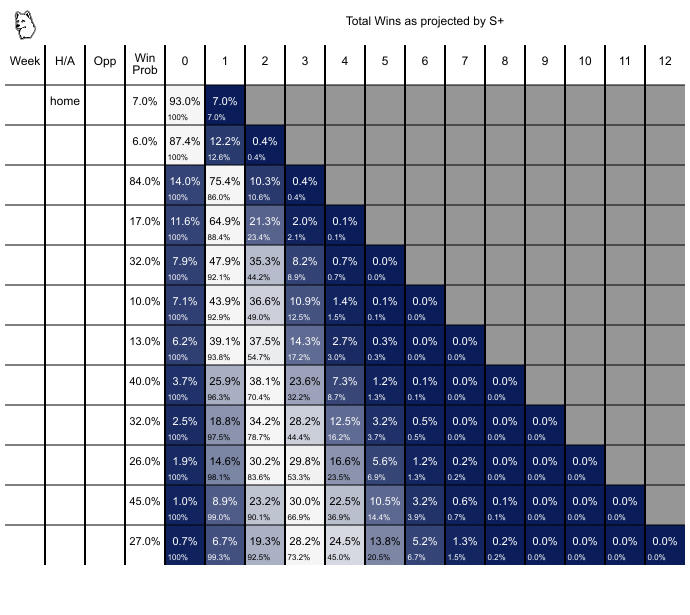 Total Wins as projected by S+
Week H/A Opp Win Prob 0 1 2 3 4 5 6 7 8 9 10 11 12
home 7.0% 93.0% 7.0%
100% 7.0%
6.0% 87.4% 12.2% 0.4%
100% 12.6% 0.4%
84.0% 14.0% 75.4% 10.3% 0.4%
100% 86.0% 10.6% 0.4%
17.0% 11.6% 64.9% 21.3% 2.0% 0.1%
100% 88.4% 23.4% 2.1% 0.1%
32.0% 7.9% 47.9% 35.3% 8.2% 0.7% 0.0%
100% 92.1% 44.2% 8.9% 0.7% 0.0%
10.0% 7.1% 43.9% 36.6% 10.9% 1.4% 0.1% 0.0%
100% 92.9% 49.0% 12.5% 1.5% 0.1% 0.0%
13.0% 6.2% 39.1% 37.5% 14.3% 2.7% 0.3% 0.0% 0.0%
100% 93.8% 54.7% 17.2% 3.0% 0.3% 0.0% 0.0%
40.0% 3.7% 25.9% 38.1% 23.6% 7.3% 1.2% 0.1% 0.0% 0.0%
100% 96.3% 70.4% 32.2% 8.7% 1.3% 0.1% 0.0% 0.0%
32.0% 2.5% 18.8% 34.2% 28.2% 12.5% 3.2% 0.5% 0.0% 0.0% 0.0%
100% 97.5% 78.7% 44.4% 16.2% 3.7% 0.5% 0.0% 0.0% 0.0%
26.0% 1.9% 14.6% 30.2% 29.8% 16.6% 5.6% 1.2% 0.2% 0.0% 0.0% 0.0%
100% 98.1% 83.6% 53.3% 23.5% 6.9% 1.3% 0.2% 0.0% 0.0% 0.0%
45.0% 1.0% 8.9% 23.2% 30.0% 22.5% 10.5% 3.2% 0.6% 0.1% 0.0% 0.0% 0.0%
100% 99.0% 90.1% 66.9% 36.9% 14.4% 3.9% 0.7% 0.1% 0.0% 0.0% 0.0%
27.0% 0.7% 6.7% 19.3% 28.2% 24.5% 13.8% 5.2% 1.3% 0.2% 0.0% 0.0% 0.0% 0.0%
100% 99.3% 92.5% 73.2% 45.0% 20.5% 6.7% 1.5% 0.2% 0.0% 0.0% 0.0% 0.0%